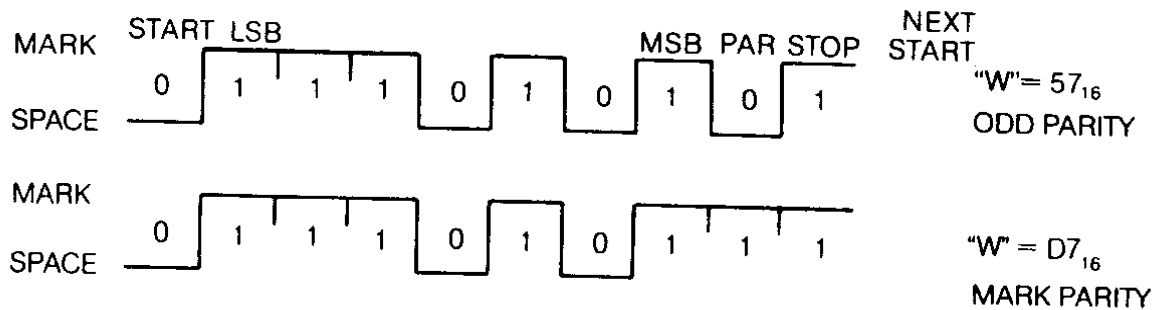 MARK START LSB MSB PAR STOP NEXT START
0 1 1 1 0 1 0 1 0 1
SPACE
"W"= 57₁₆
ODD PARITY
MARK
0 1 1 1 0 1 0 1 1 1
SPACE
"W" = D7₁₆
MARK PARITY